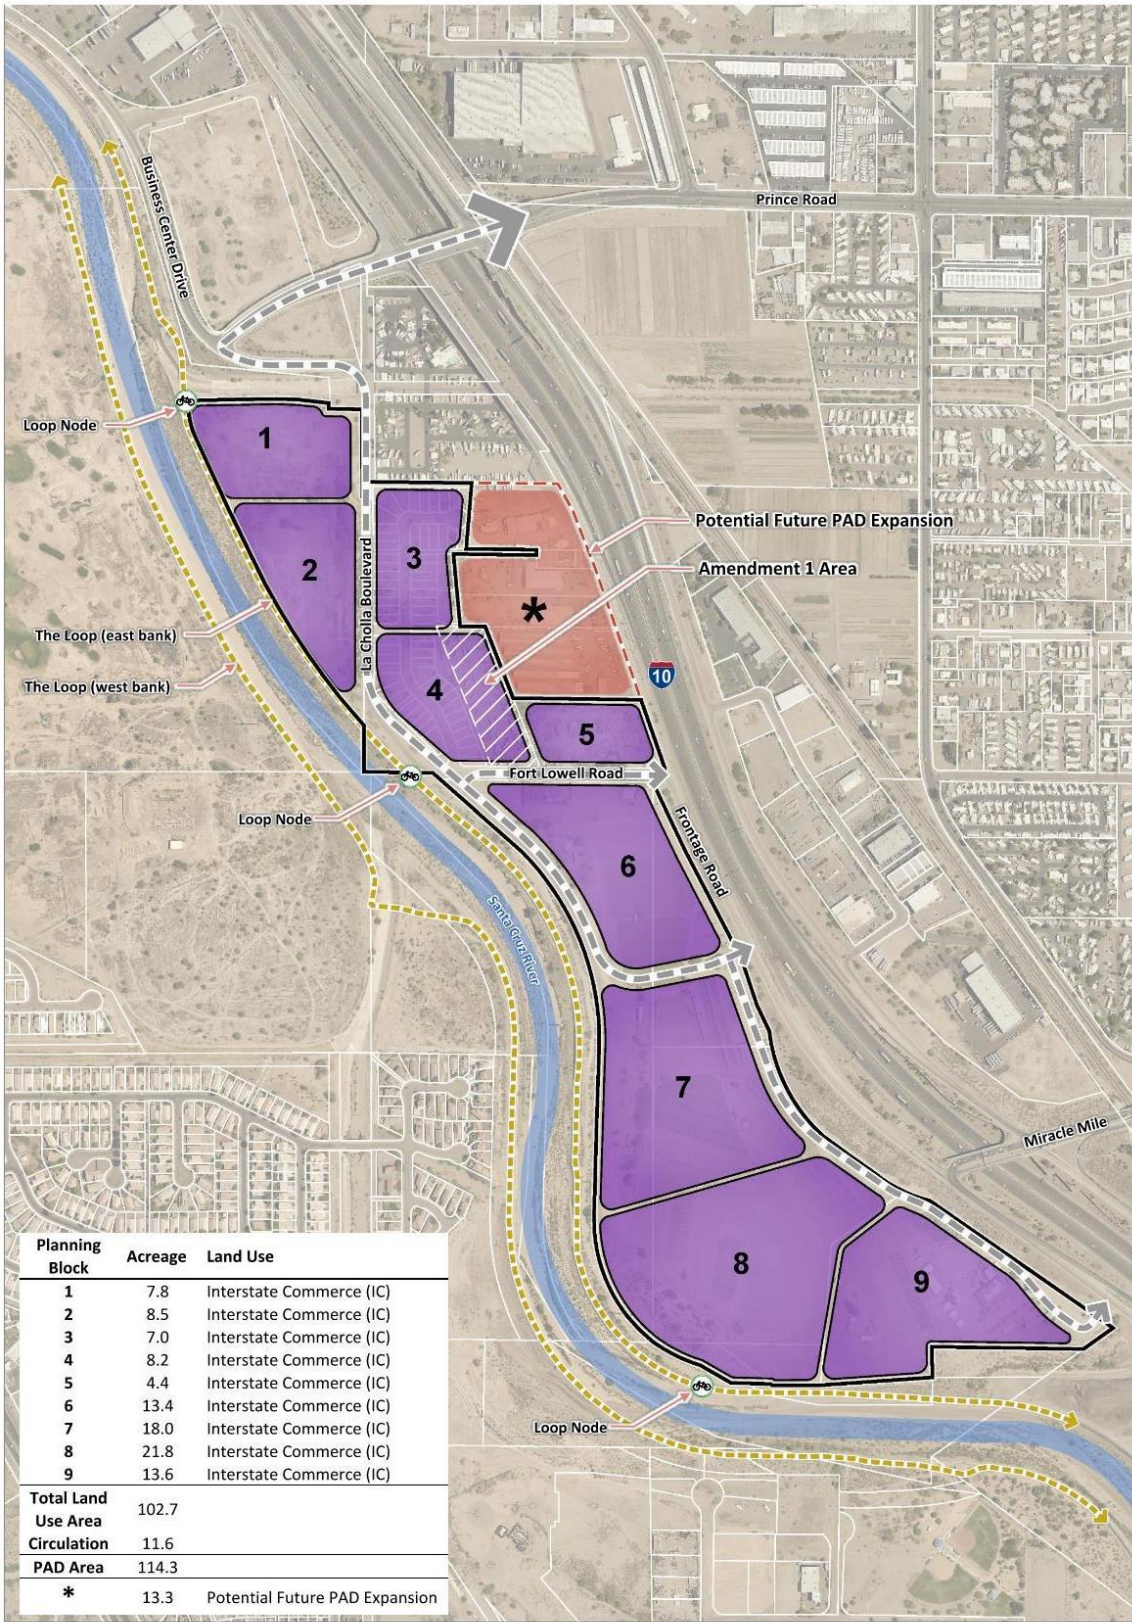 Prince Road
Business Center Drive
Loop Node
1
2
3
La Cholla Boulevard
Potential Future PAD Expansion
Amendment 1 Area
*
The Loop (east bank)
The Loop (west bank)
4
10
5
Fort Lowell Road
Loop Node
Frontage Road
6
Santa Cruz River
7
Miracle Mile
8
9
Loop Node
Planning Block Acreage Land Use
1 7.8 Interstate Commerce (IC)
2 8.5 Interstate Commerce (IC)
3 7.0 Interstate Commerce (IC)
4 8.2 Interstate Commerce (IC)
5 4.4 Interstate Commerce (IC)
6 13.4 Interstate Commerce (IC)
7 18.0 Interstate Commerce (IC)
8 21.8 Interstate Commerce (IC)
9 13.6 Interstate Commerce (IC)
Total Land Use Area 102.7
Circulation 11.6
PAD Area 114.3
* 13.3 Potential Future PAD Expansion